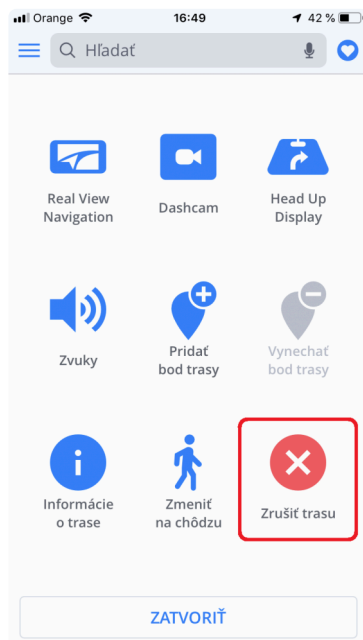 Orange 16:49 42 %
Hľadať
Real View
Navigation
Dashcam
Head Up
Display
Zvuky
Pridať
bod trasy
Vynechať
bod trasy
Informácie
o trase
Zmeniť
na chôdzu
Zrušiť trasu
ZATVORIŤ